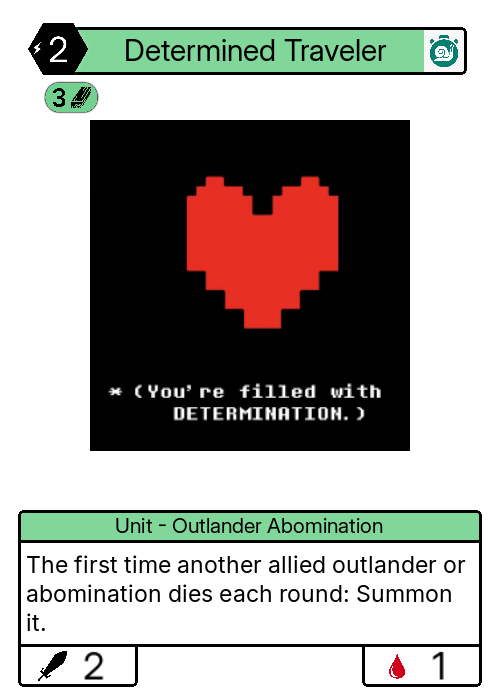 2
Determined Traveler
3
* (You're filled with
DETERMINATION.)
Unit - Outlander Abomination
The first time another allied outlander or
abomination dies each round: Summon
it.
2
1